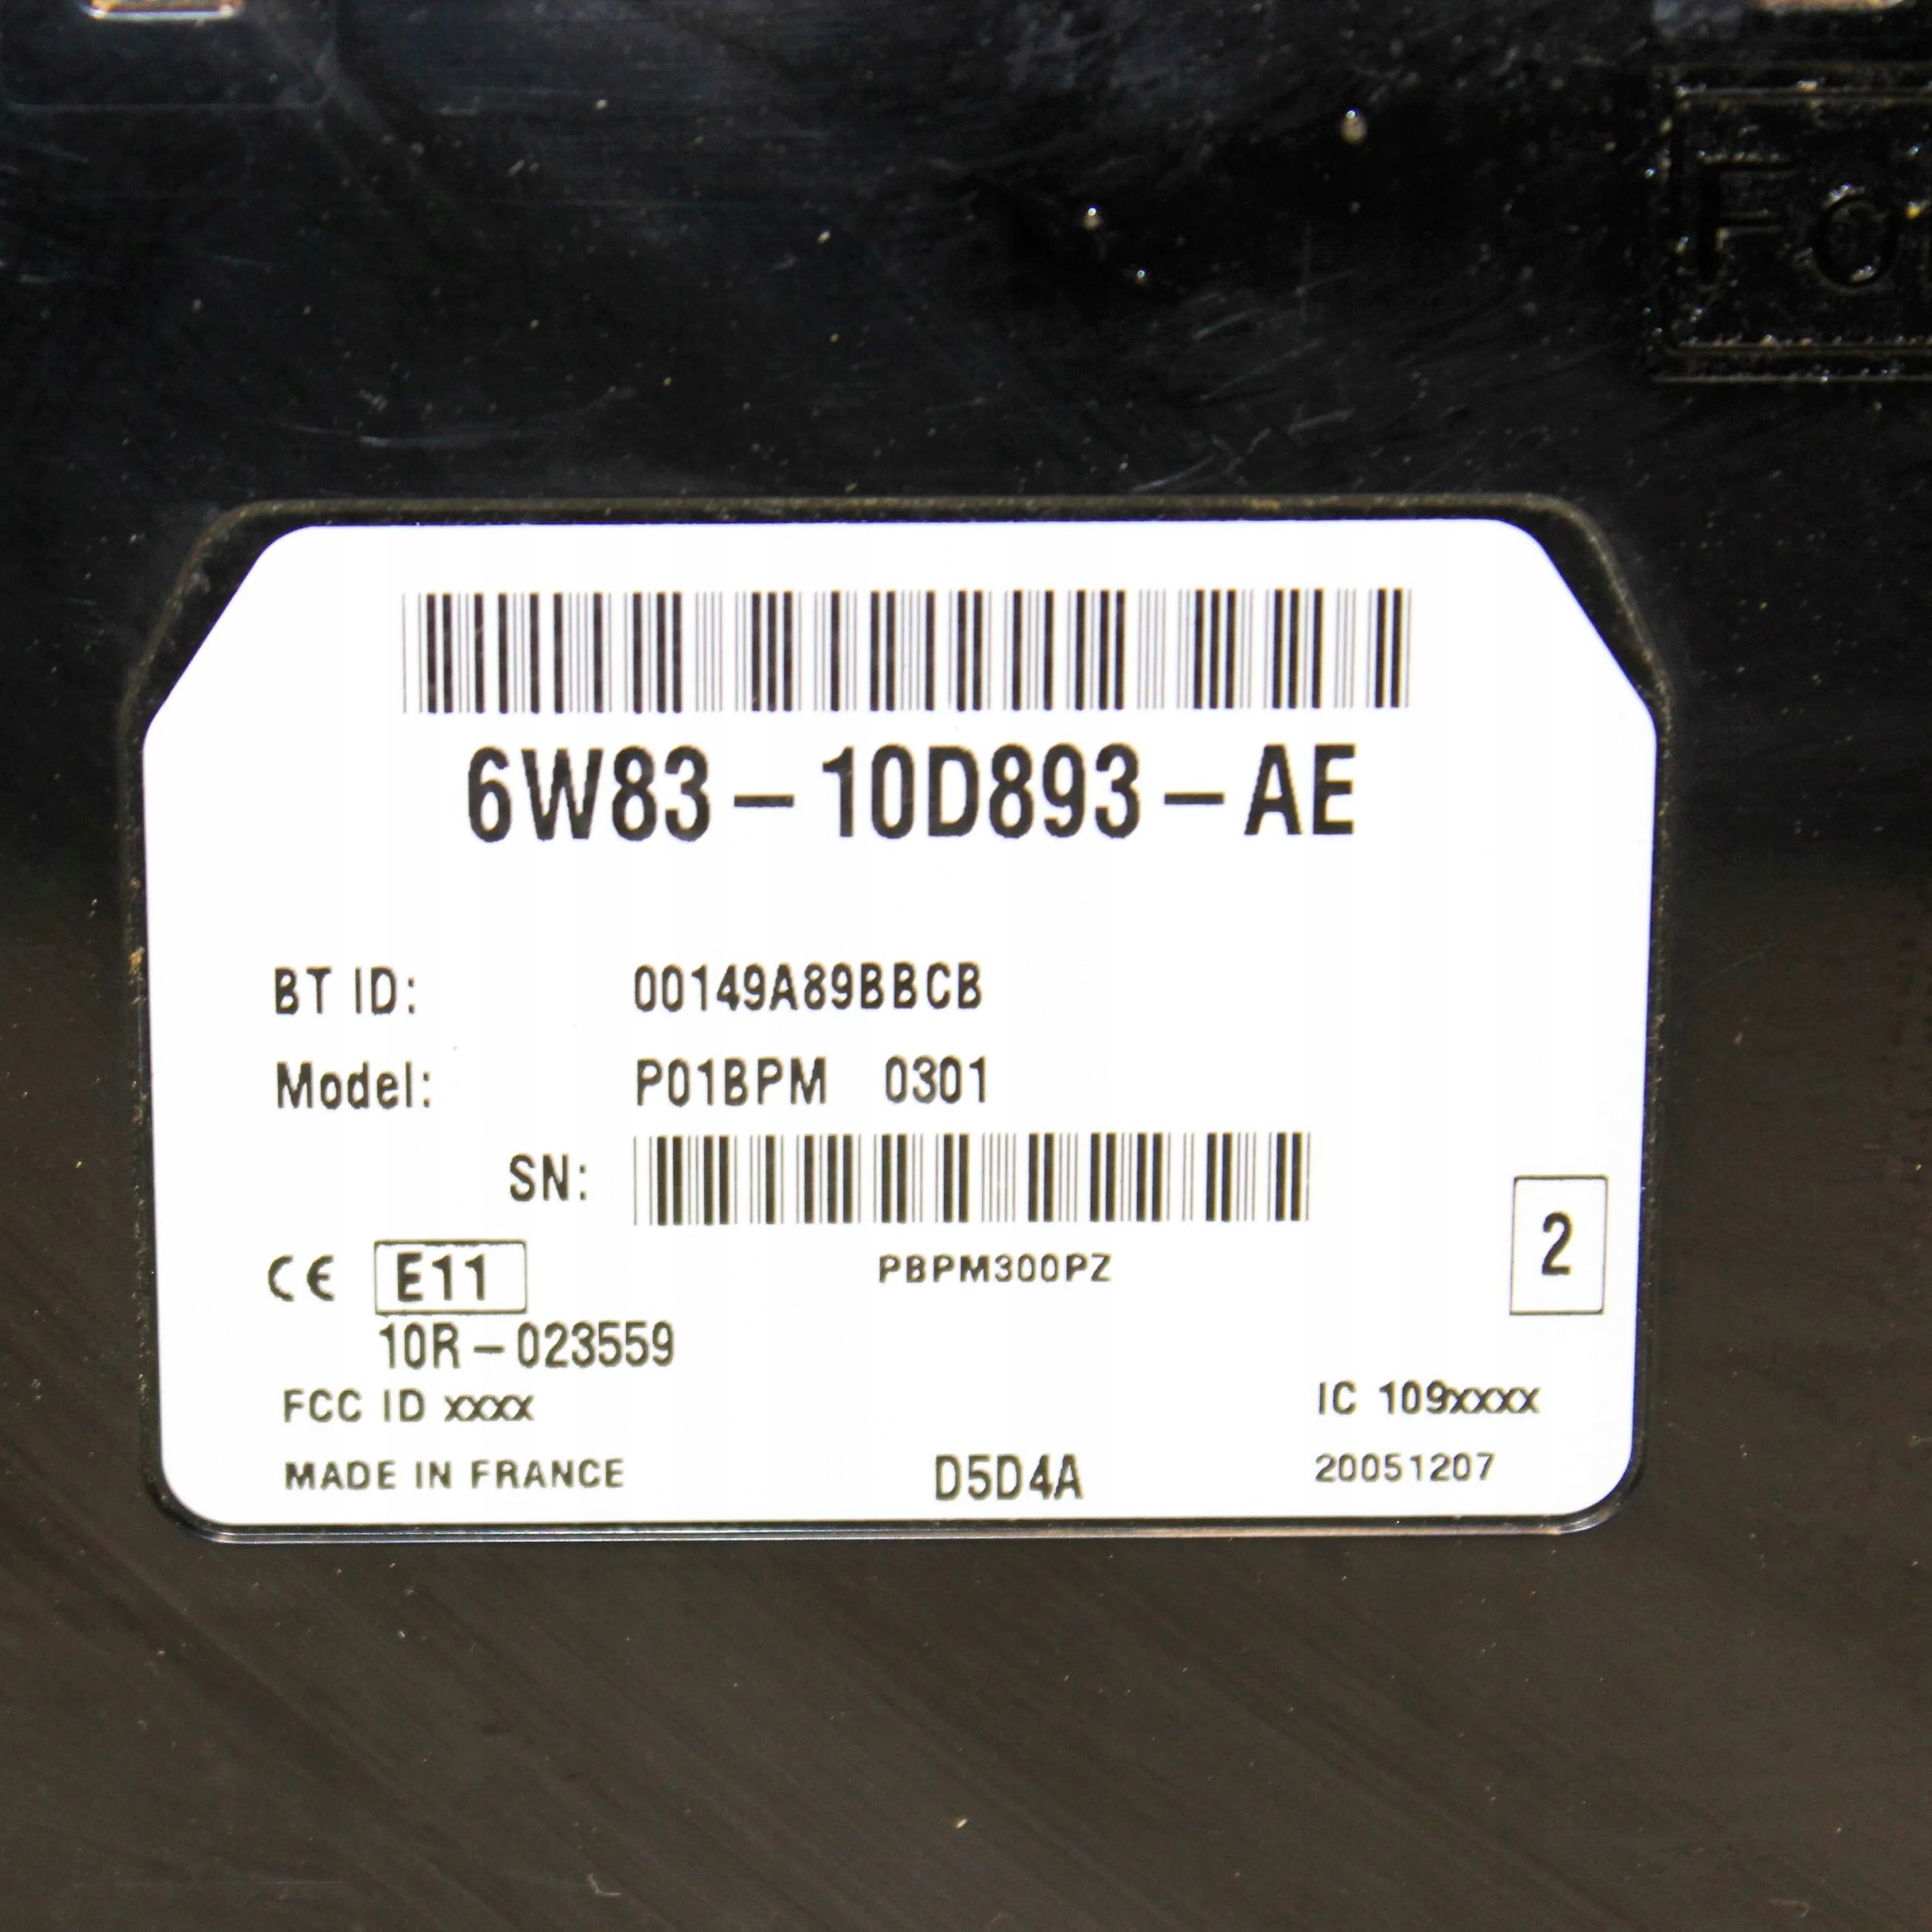 6W83-10D893-AE
BT ID: 00149A89BBCB
Model: P01BPM 0301
SN:
PBPM300PZ
2
CE E11
10R-023559
FCC ID xxxx
IC 109xxxx
MADE IN FRANCE
D5D4A
20051207